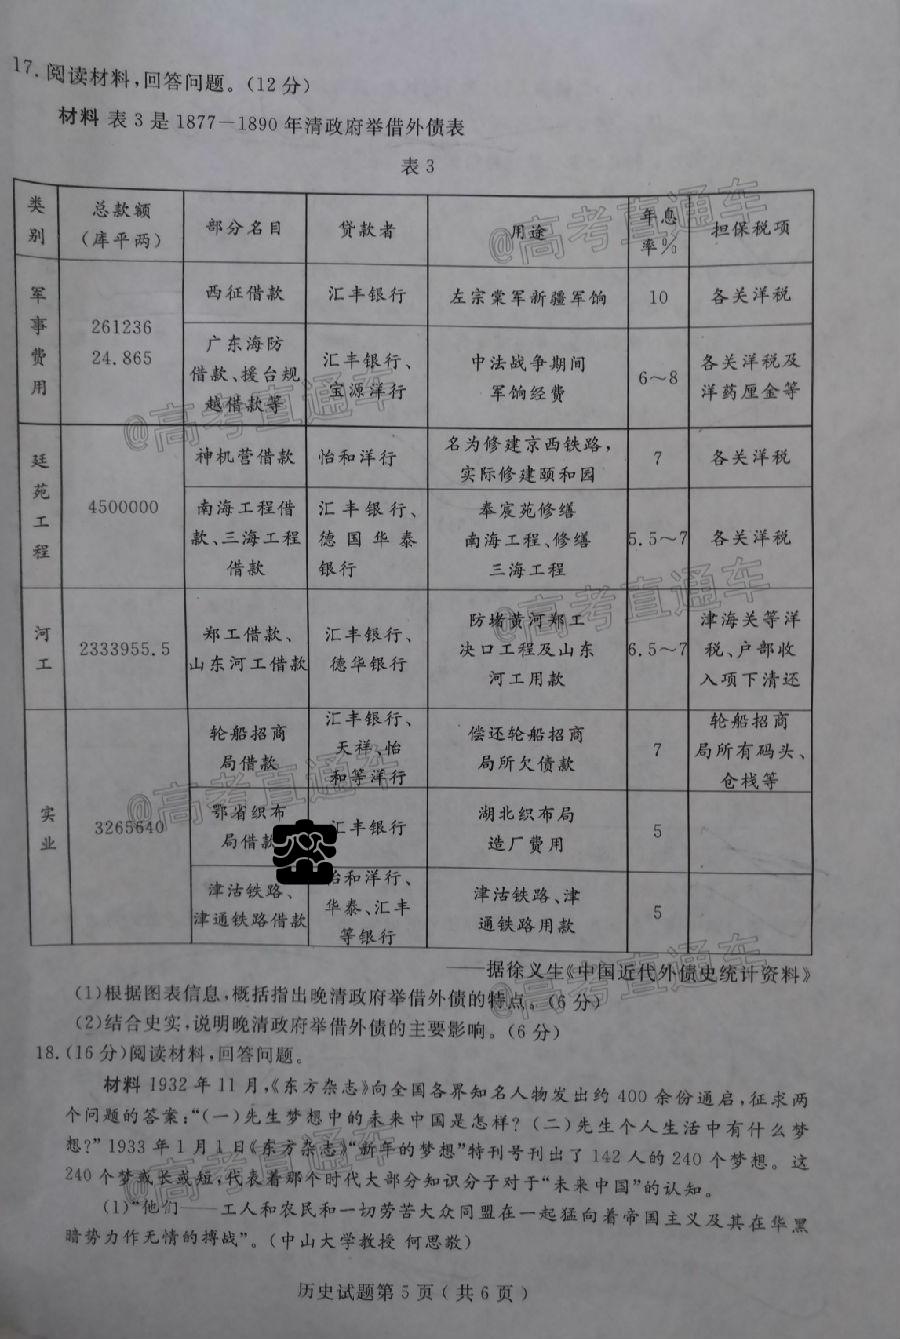 17.阅读材料,回答问题。(12分)
材料 表3是1877—1890年清政府举借外债表
表3
类别
总款额
(库平两)
部分名目
贷款者
用途
年息
率%
担保税项
军事费用
261236
24.865
西征借款
汇丰银行
左宗棠军新疆军饷
10
各关洋税
广东海防
借款、援台规
越借款等
汇丰银行、
宝源洋行
中法战争期间
军饷经费
6～8
各关洋税及
洋药厘金等
廷苑工程
4500000
神机营借款
怡和洋行
名为修建京西铁路,
实际修建颐和园
7
各关洋税
南海工程借
款、三海工程
借款
汇丰银行、
德国华泰
银行
奉宸苑修缮
南海工程、修缮
三海工程
5.5～7
各关洋税
河工
2333955.5
郑工借款、
山东河工借款
汇丰银行、
德华银行
防堵黄河郑工
决口工程及山东
河工用款
6.5～7
津海关等洋
税、户部收
入项下清还
实业
3265640
轮船招商
局借款
汇丰银行、
天祥、怡
和等洋行
偿还轮船招商
局所欠债款
7
轮船招商
局所有码头、
仓栈等
鄂省织布
局借款
汇丰银行
湖北织布局
造厂费用
5
津沽铁路、
津通铁路借款
怡和洋行、
华泰、汇丰
等银行
津沽铁路、津
通铁路用款
5
——据徐义生《中国近代外债史统计资料》
(1)根据图表信息,概括指出晚清政府举借外债的特点。(6分)
(2)结合史实,说明晚清政府举借外债的主要影响。(6分)
18.(16分)阅读材料,回答问题。
材料 1932年11月,《东方杂志》向全国各界知名人物发出约400余份通启,征求两
个问题的答案:“(一)先生梦想中的未来中国是怎样?(二)先生个人生活中有什么梦
想?”1933年1月1日《东方杂志》“新年的梦想”特刊号刊出了142人的240个梦想。这
240个梦或长或短,代表着那个时代大部分知识分子对于“未来中国”的认知。
(1)“他们——工人和农民和一切劳苦大众同盟在一起猛向着帝国主义及其在华黑
暗势力作无情的搏战”。(中山大学教授 何思敬)
历史试题第5页(共6页)
@高考直通车
@高考直通车
@高考直通车
@高考直通车
@高考直通车
@高考直通车
密